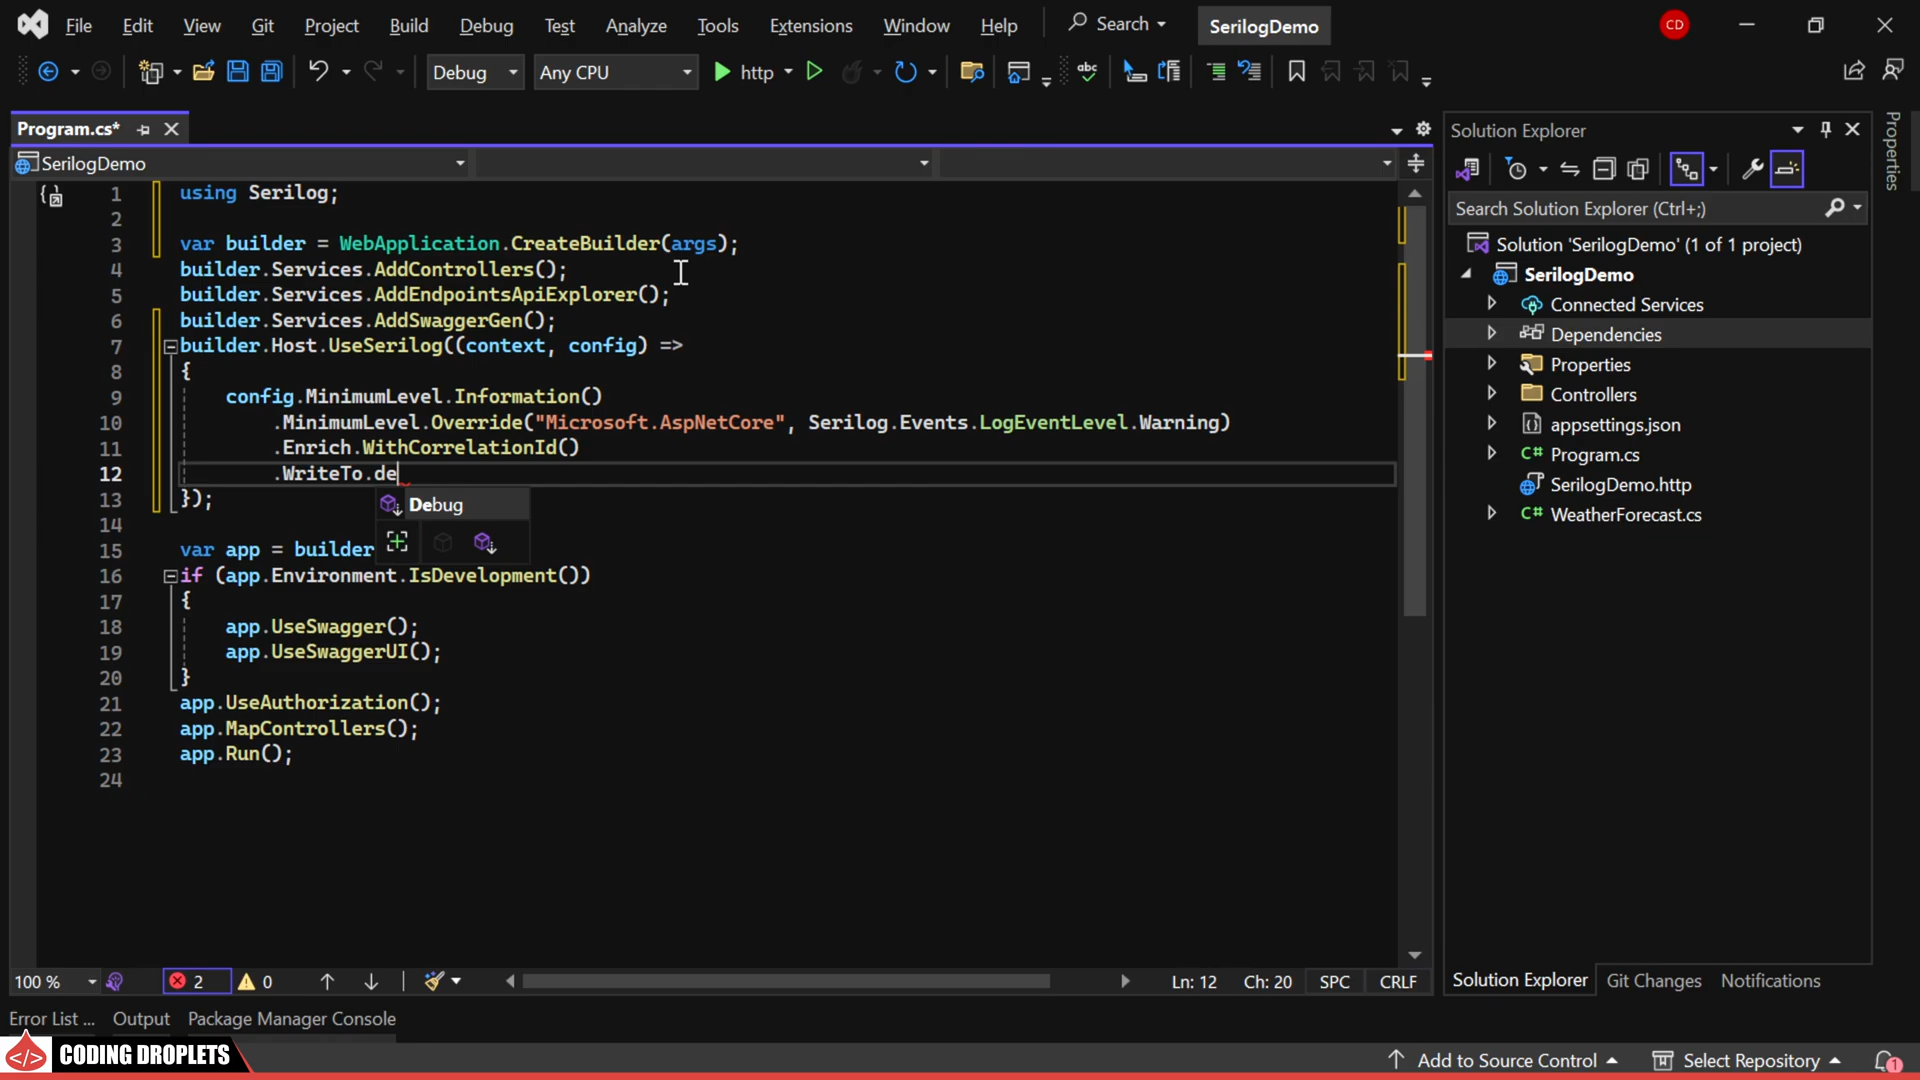 File Edit View Git Project Build Debug Test Analyze Tools Extensions Window Help Search SerilogDemo CD
Debug Any CPU http
Program.cs*
SerilogDemo
1 using Serilog;
2
3 var builder = WebApplication.CreateBuilder(args);
4 builder.Services.AddControllers();
5 builder.Services.AddEndpointsApiExplorer();
6 builder.Services.AddSwaggerGen();
7 builder.Host.UseSerilog((context, config) =>
8 {
9 config.MinimumLevel.Information()
10 .MinimumLevel.Override("Microsoft.AspNetCore", Serilog.Events.LogEventLevel.Warning)
11 .Enrich.WithCorrelationId()
12 .WriteTo.de
13 });
Debug
14
15 var app = builder
16 if (app.Environment.IsDevelopment())
17 {
18 app.UseSwagger();
19 app.UseSwaggerUI();
20 }
21 app.UseAuthorization();
22 app.MapControllers();
23 app.Run();
24
100 % 2 0 Ln: 12 Ch: 20 SPC CRLF
Error List ... Output Package Manager Console
Solution Explorer
Search Solution Explorer (Ctrl+;)
Solution 'SerilogDemo' (1 of 1 project)
SerilogDemo
Connected Services
Dependencies
Properties
Controllers
appsettings.json
C# Program.cs
SerilogDemo.http
C# WeatherForecast.cs
Solution Explorer Git Changes Notifications
Properties
</> CODING DROPLETS
Add to Source Control Select Repository 1